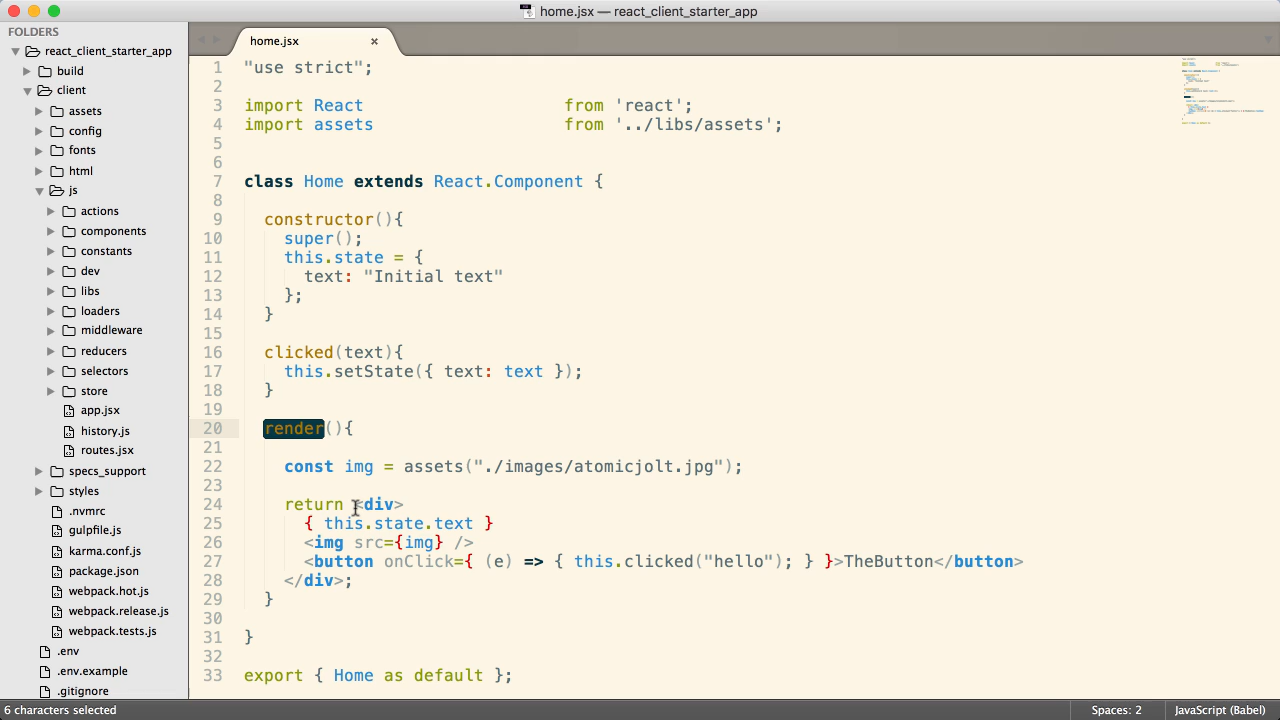 home.jsx — react_client_starter_app
FOLDERS
react_client_starter_app
build
client
assets
config
fonts
html
js
actions
components
constants
dev
libs
loaders
middleware
reducers
selectors
store
app.jsx
history.js
routes.jsx
specs_support
styles
.nvmrc
gulpfile.js
karma.conf.js
package.json
webpack.hot.js
webpack.release.js
webpack.tests.js
.env
.env.example
.gitignore
home.jsx ×
1 "use strict";
2
3 import React from 'react';
4 import assets from '../libs/assets';
5
6
7 class Home extends React.Component {
8
9 constructor(){
10 super();
11 this.state = {
12 text: "Initial text"
13 };
14 }
15
16 clicked(text){
17 this.setState({ text: text });
18 }
19
20 render(){
21
22 const img = assets("./images/atomicjolt.jpg");
23
24 return <div>
25 { this.state.text }
26 <img src={img} />
27 <button onClick={ (e) => { this.clicked("hello"); } }>TheButton</button>
28 </div>;
29 }
30
31 }
32
33 export { Home as default };
6 characters selected
Spaces: 2
JavaScript (Babel)